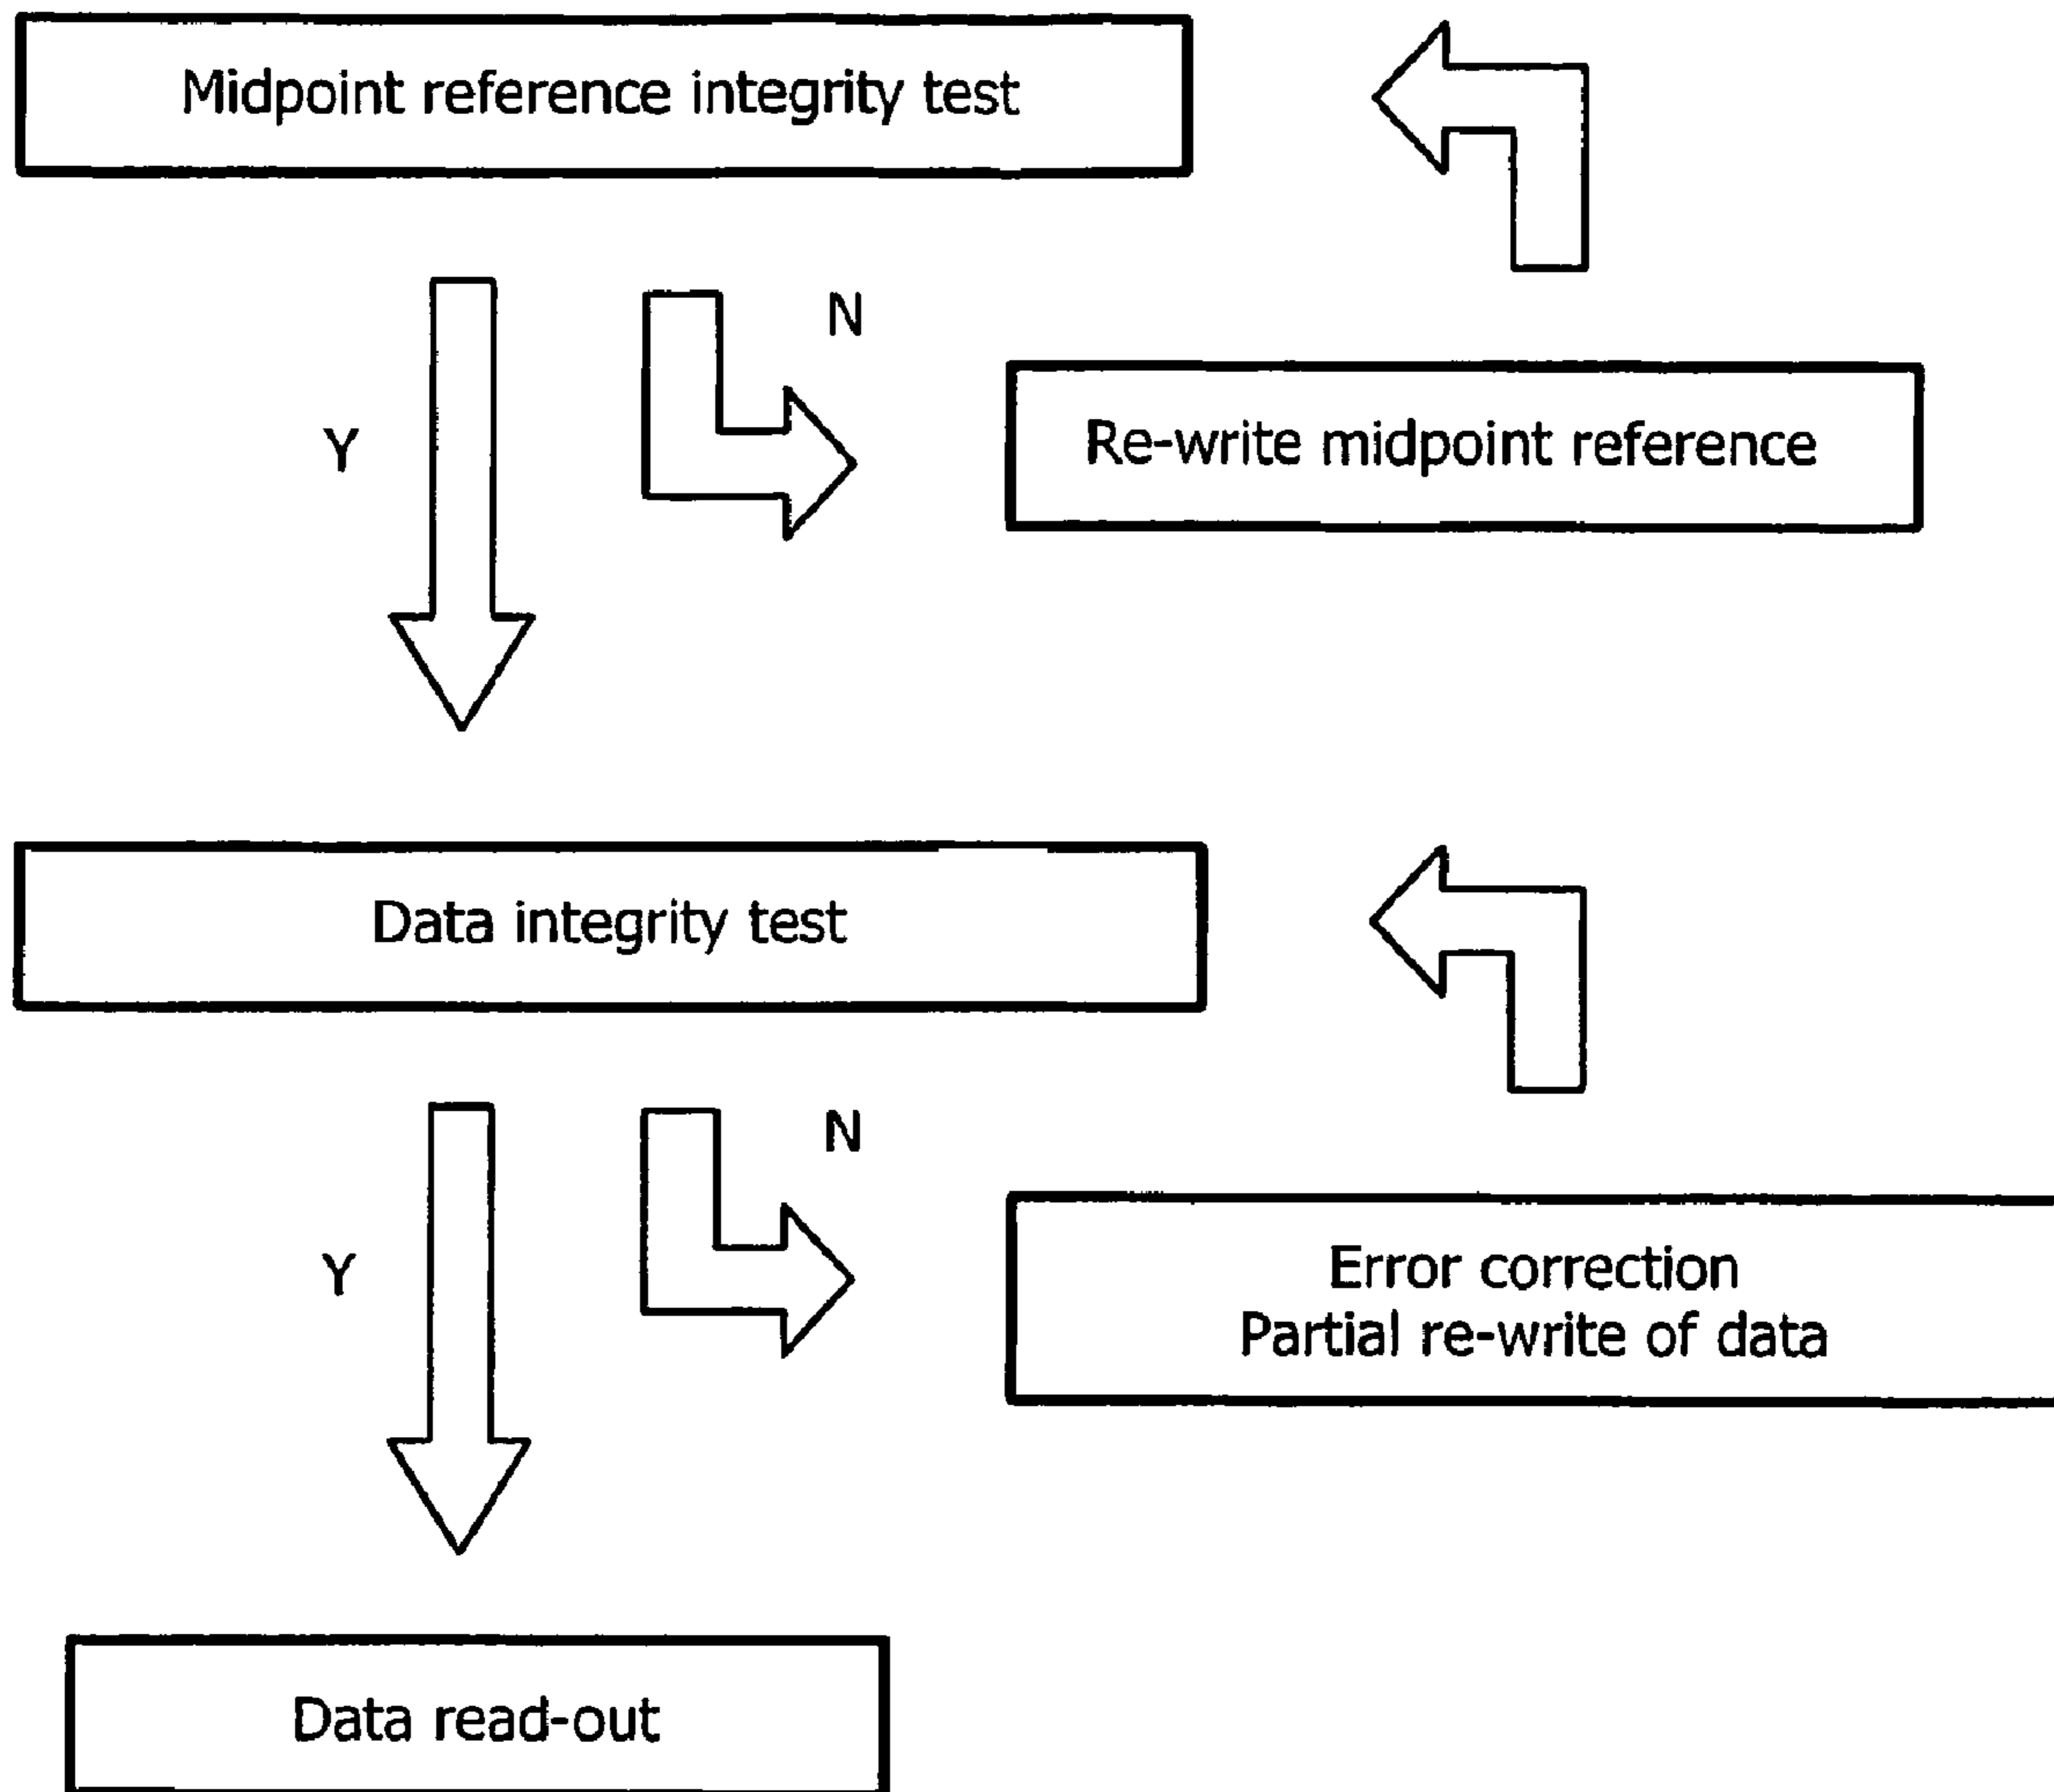 Midpoint reference integrity test
N
Y
Re-write midpoint reference
Data integrity test
N
Y
Error correction
Partial re-write of data
Data read-out